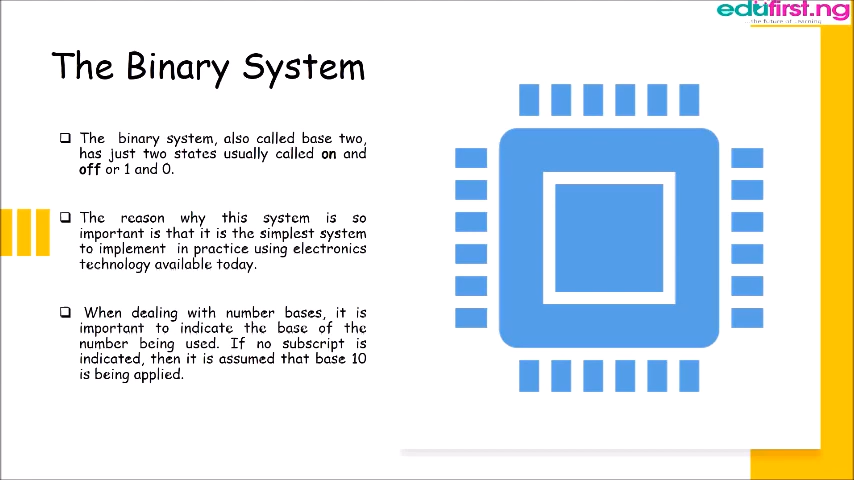 edufirst.ng
...the future of Learning
The Binary System
The binary system, also called base two,
has just two states usually called on and
off or 1 and 0.
The reason why this system is so
important is that it is the simplest system
to implement in practice using electronics
technology available today.
When dealing with number bases, it is
important to indicate the base of the
number being used. If no subscript is
indicated, then it is assumed that base 10
is being applied.